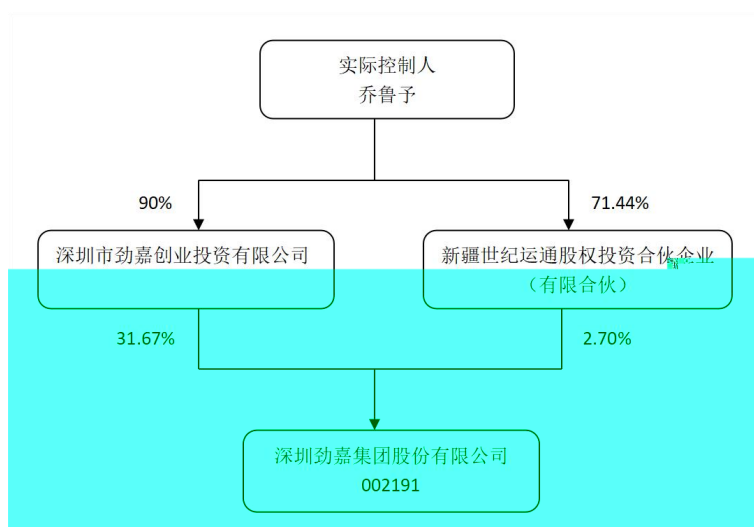 实际控制人
乔鲁予
90%
71.44%
深圳市劲嘉创业投资有限公司
新疆世纪运通股权投资合伙企业
（有限合伙）
31.67%
2.70%
深圳劲嘉集团股份有限公司
002191